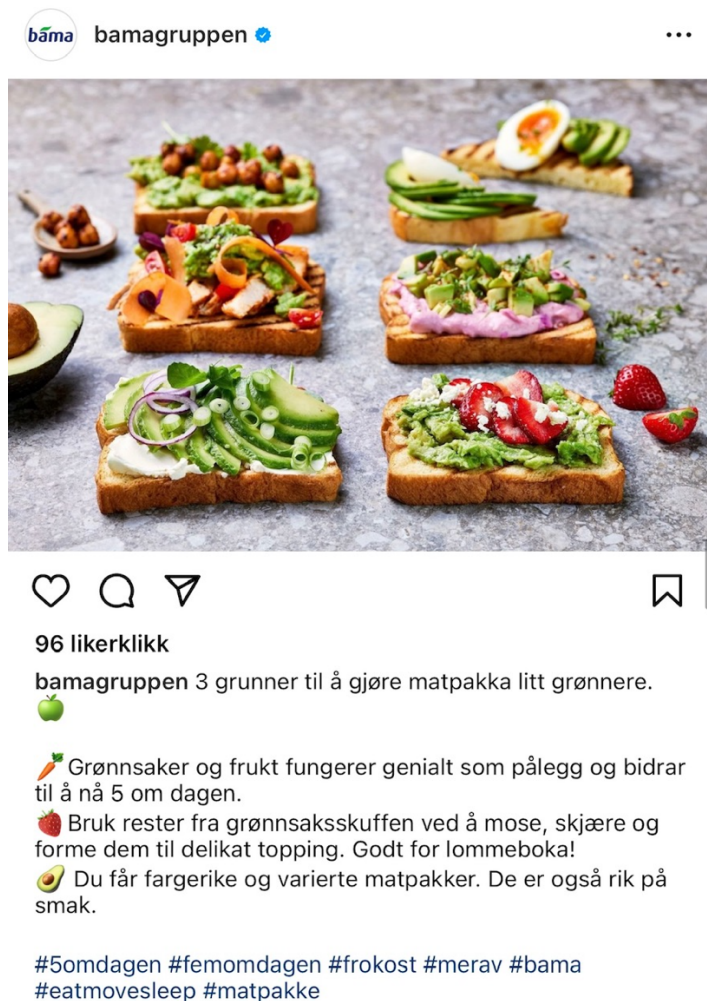 bama
bamagruppen
96 likerklikk
bamagruppen 3 grunner til å gjøre matpakka litt grønnere.
🍏
🥕Grønnsaker og frukt fungerer genialt som pålegg og bidrar
til å nå 5 om dagen.
🍓Bruk rester fra grønnsaksskuffen ved å mose, skjære og
forme dem til delikat topping. Godt for lommeboka!
🥑 Du får fargerike og varierte matpakker. De er også rik på
smak.
#5omdagen #femomdagen #frokost #merav #bama
#eatmovesleep #matpakke